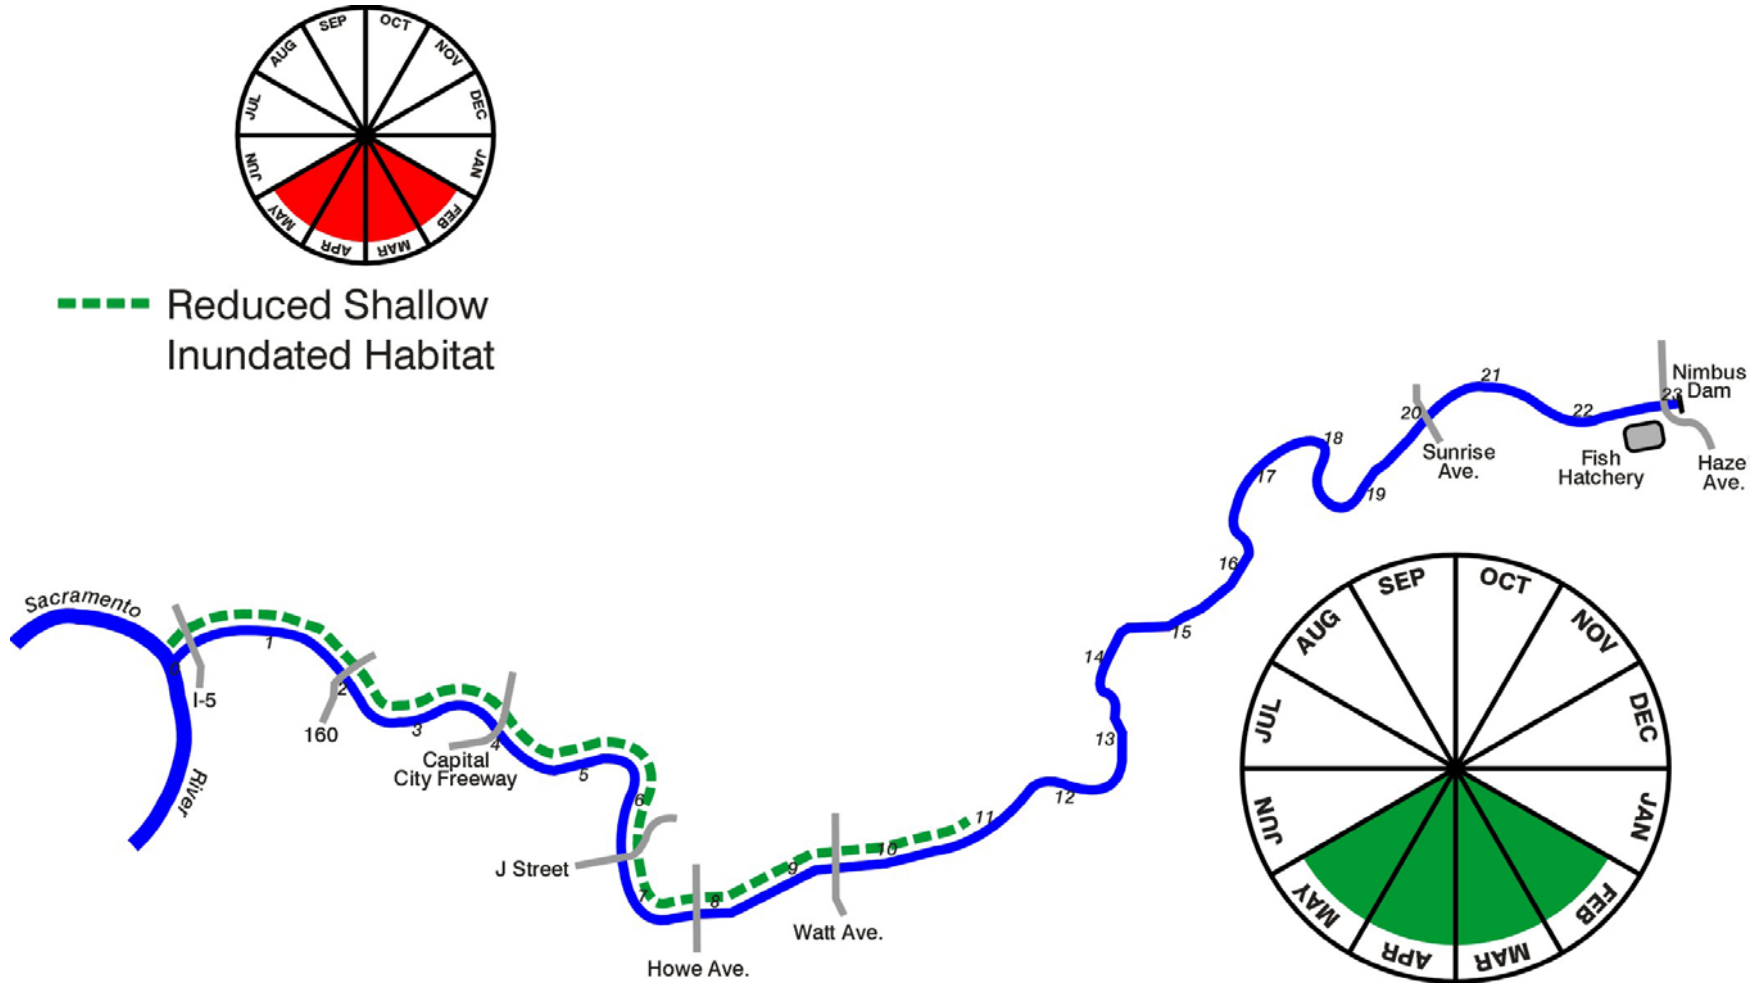 SEP
OCT
AUG
NOV
JUL
DEC
JUN
JAN
MAY
FEB
APR
MAR
Reduced Shallow
Inundated Habitat
21
Nimbus
Dam
23
22
20
18
Sunrise
Ave.
Fish
Hatchery
Haze
Ave.
17
19
16
SEP
OCT
AUG
NOV
JUL
DEC
JUN
JAN
MAY
FEB
APR
MAR
15
14
13
12
11
10
9
8
7
6
5
4
3
2
1
0
Sacramento
River
I-5
160
Capital
City Freeway
J Street
Howe Ave.
Watt Ave.